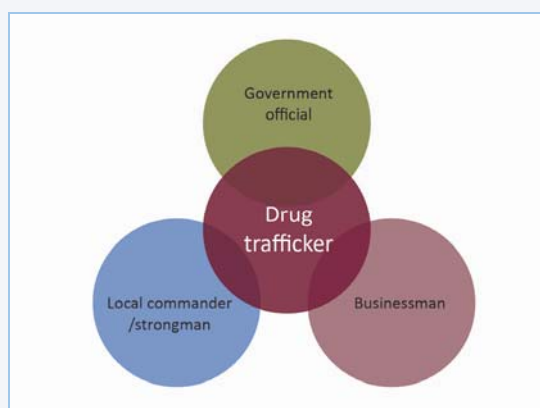 Government
official
Drug
trafficker
Local commander
/strongman
Businessman